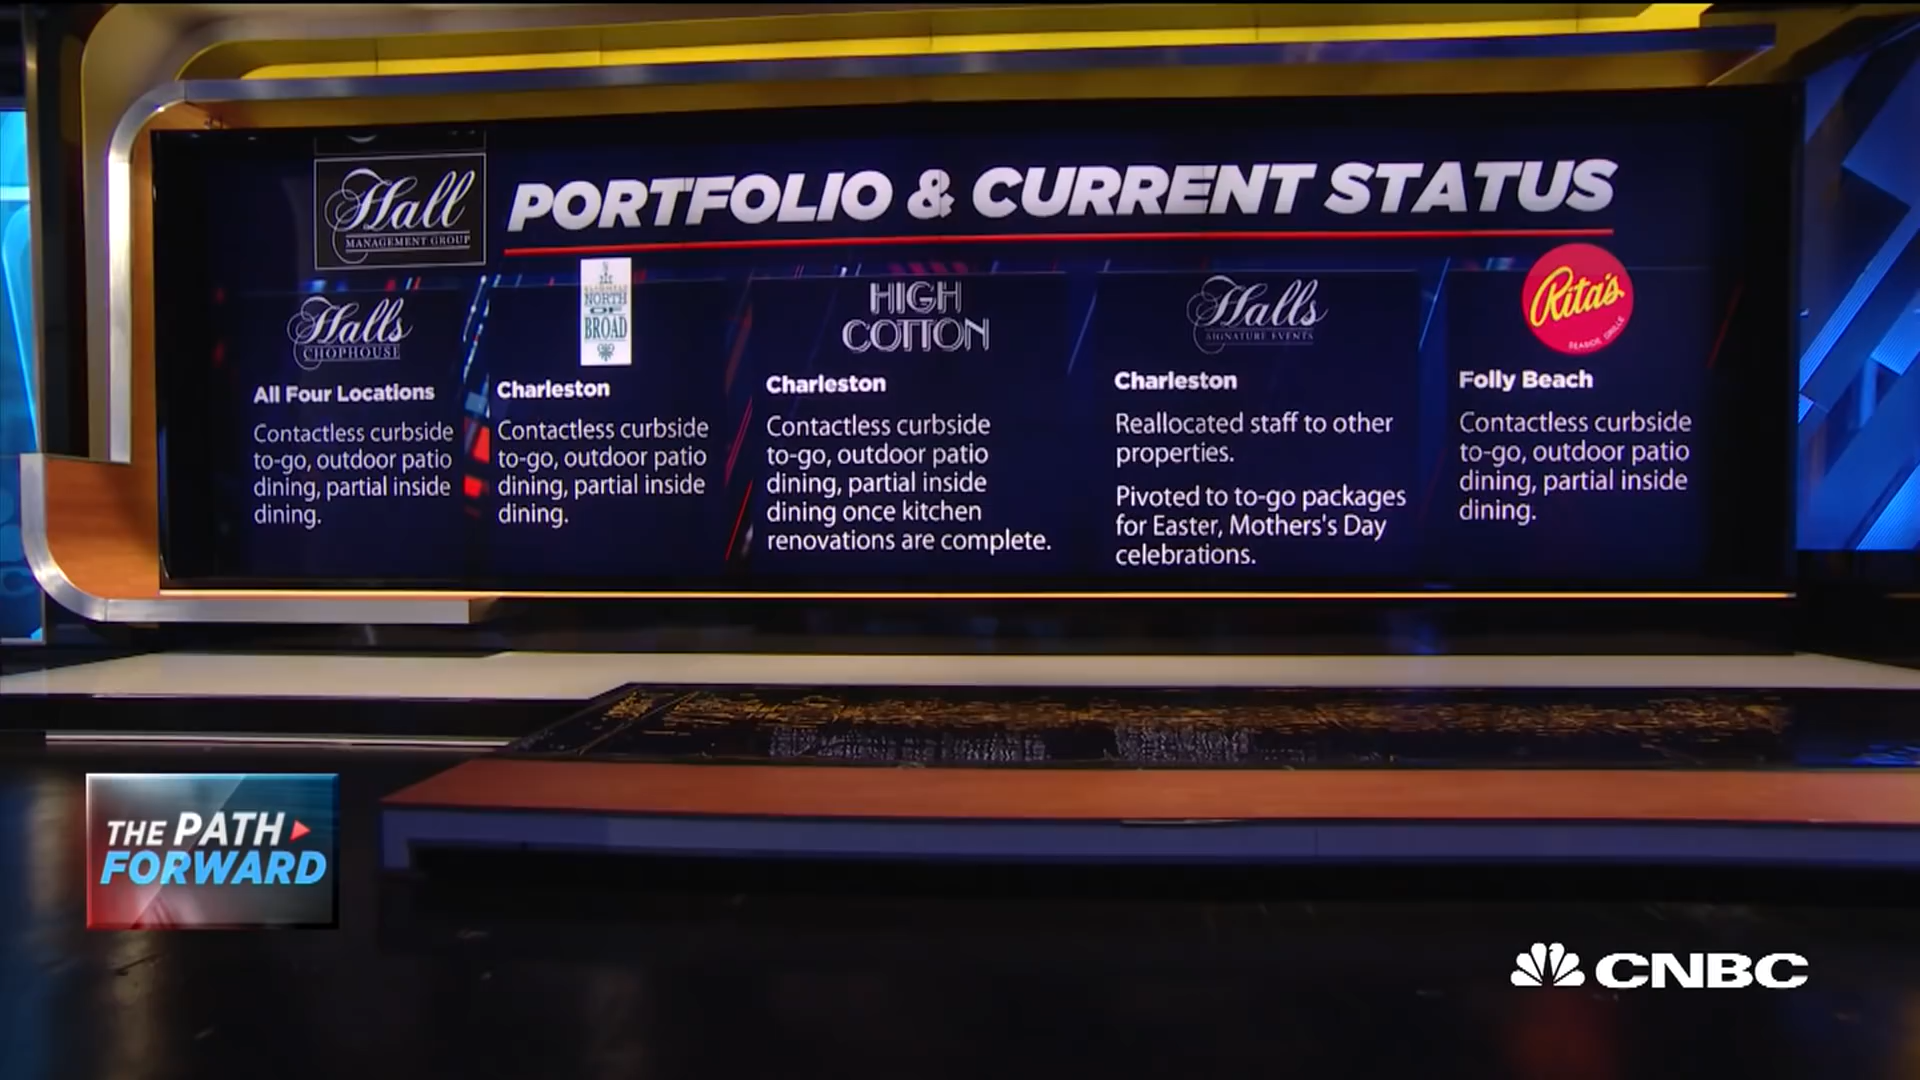 Hall
MANAGEMENT GROUP
PORTFOLIO & CURRENT STATUS
Halls
CHOPHOUSE
All Four Locations
Contactless curbside
to-go, outdoor patio
dining, partial inside
dining.
NORTH
OF
BROAD
Charleston
Contactless curbside
to-go, outdoor patio
dining, partial inside
dining.
HIGH
COTTON
Charleston
Contactless curbside
to-go, outdoor patio
dining, partial inside
dining once kitchen
renovations are complete.
Halls
SIGNATURE EVENTS
Charleston
Reallocated staff to other
properties.
Pivoted to to-go packages
for Easter, Mothers's Day
celebrations.
Rita's
SEASIDE GRILLE
Folly Beach
Contactless curbside
to-go, outdoor patio
dining, partial inside
dining.
THE PATH
FORWARD
CNBC